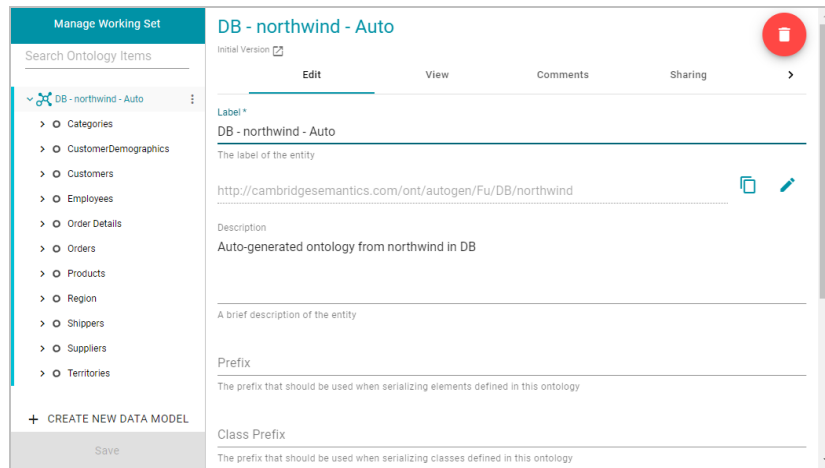 Manage Working Set
Search Ontology Items
DB - northwind - Auto
Categories
CustomerDemographics
Customers
Employees
Order Details
Orders
Products
Region
Shippers
Suppliers
Territories
+ CREATE NEW DATA MODEL
Save
DB - northwind - Auto
Initial Version
Edit View Comments Sharing
Label *
DB - northwind - Auto
The label of the entity
http://cambridgesemantics.com/ont/autogen/Fu/DB/northwind
Description
Auto-generated ontology from northwind in DB
A brief description of the entity
Prefix
The prefix that should be used when serializing elements defined in this ontology
Class Prefix
The prefix that should be used when serializing classes defined in this ontology